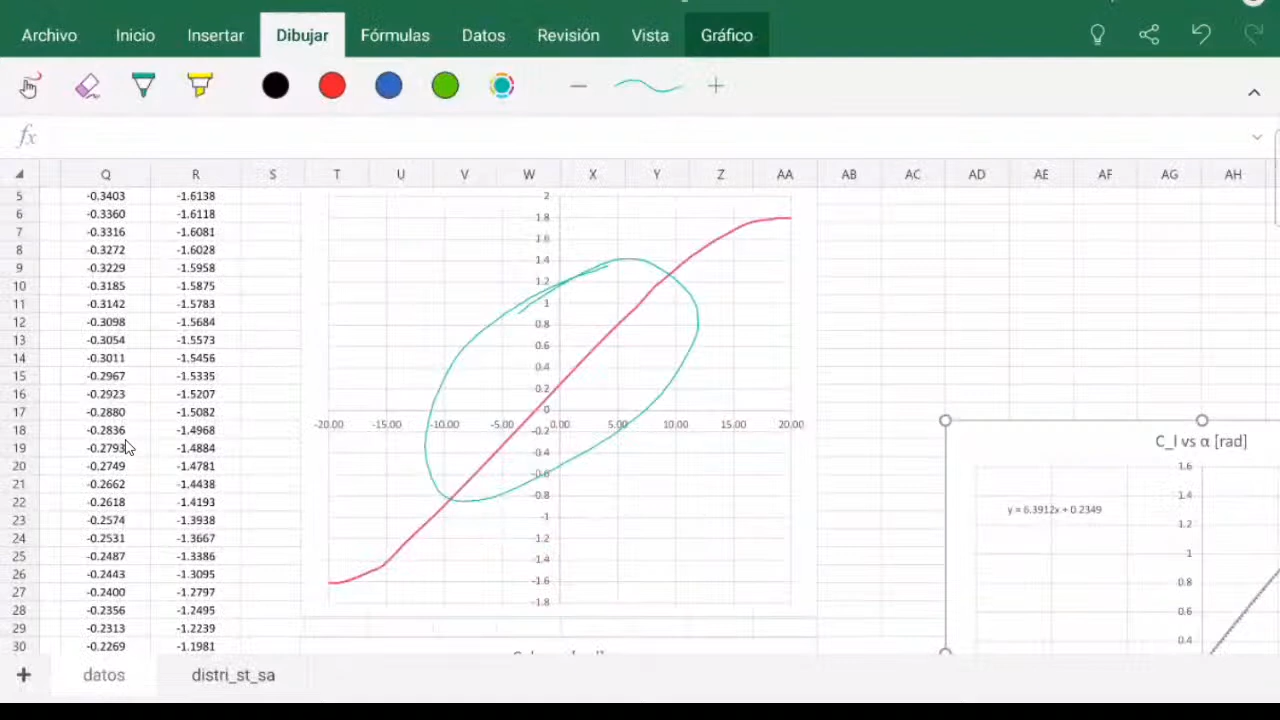 Archivo Inicio Insertar Dibujar Fórmulas Datos Revisión Vista Gráfico
fx
Q R S T U V W X Y Z AA AB AC AD AE AF AG AH
5 -0.3403 -1.6138
6 -0.3360 -1.6118
7 -0.3316 -1.6081
8 -0.3272 -1.6028
9 -0.3229 -1.5958
10 -0.3185 -1.5875
11 -0.3142 -1.5783
12 -0.3098 -1.5684
13 -0.3054 -1.5573
14 -0.3011 -1.5456
15 -0.2967 -1.5335
16 -0.2923 -1.5207
17 -0.2880 -1.5082
18 -0.2836 -1.4968
19 -0.2793 -1.4884
20 -0.2749 -1.4781
21 -0.2662 -1.4438
22 -0.2618 -1.4193
23 -0.2574 -1.3938
24 -0.2531 -1.3667
25 -0.2487 -1.3386
26 -0.2443 -1.3095
27 -0.2400 -1.2797
28 -0.2356 -1.2495
29 -0.2313 -1.2239
30 -0.2269 -1.1981
2
1.8
1.6
1.4
1.2
1
0.8
0.6
0.4
0.2
0
-20.00 -15.00 -10.00 -5.00 0.00 5.00 10.00 15.00 20.00
-0.2
-0.4
-0.6
-0.8
-1
-1.2
-1.4
-1.6
-1.8
C_l vs α [rad]
1.6
y = 6.3912x + 0.2349
1.4
1.2
1
0.8
0.6
0.4
datos distri_st_sa